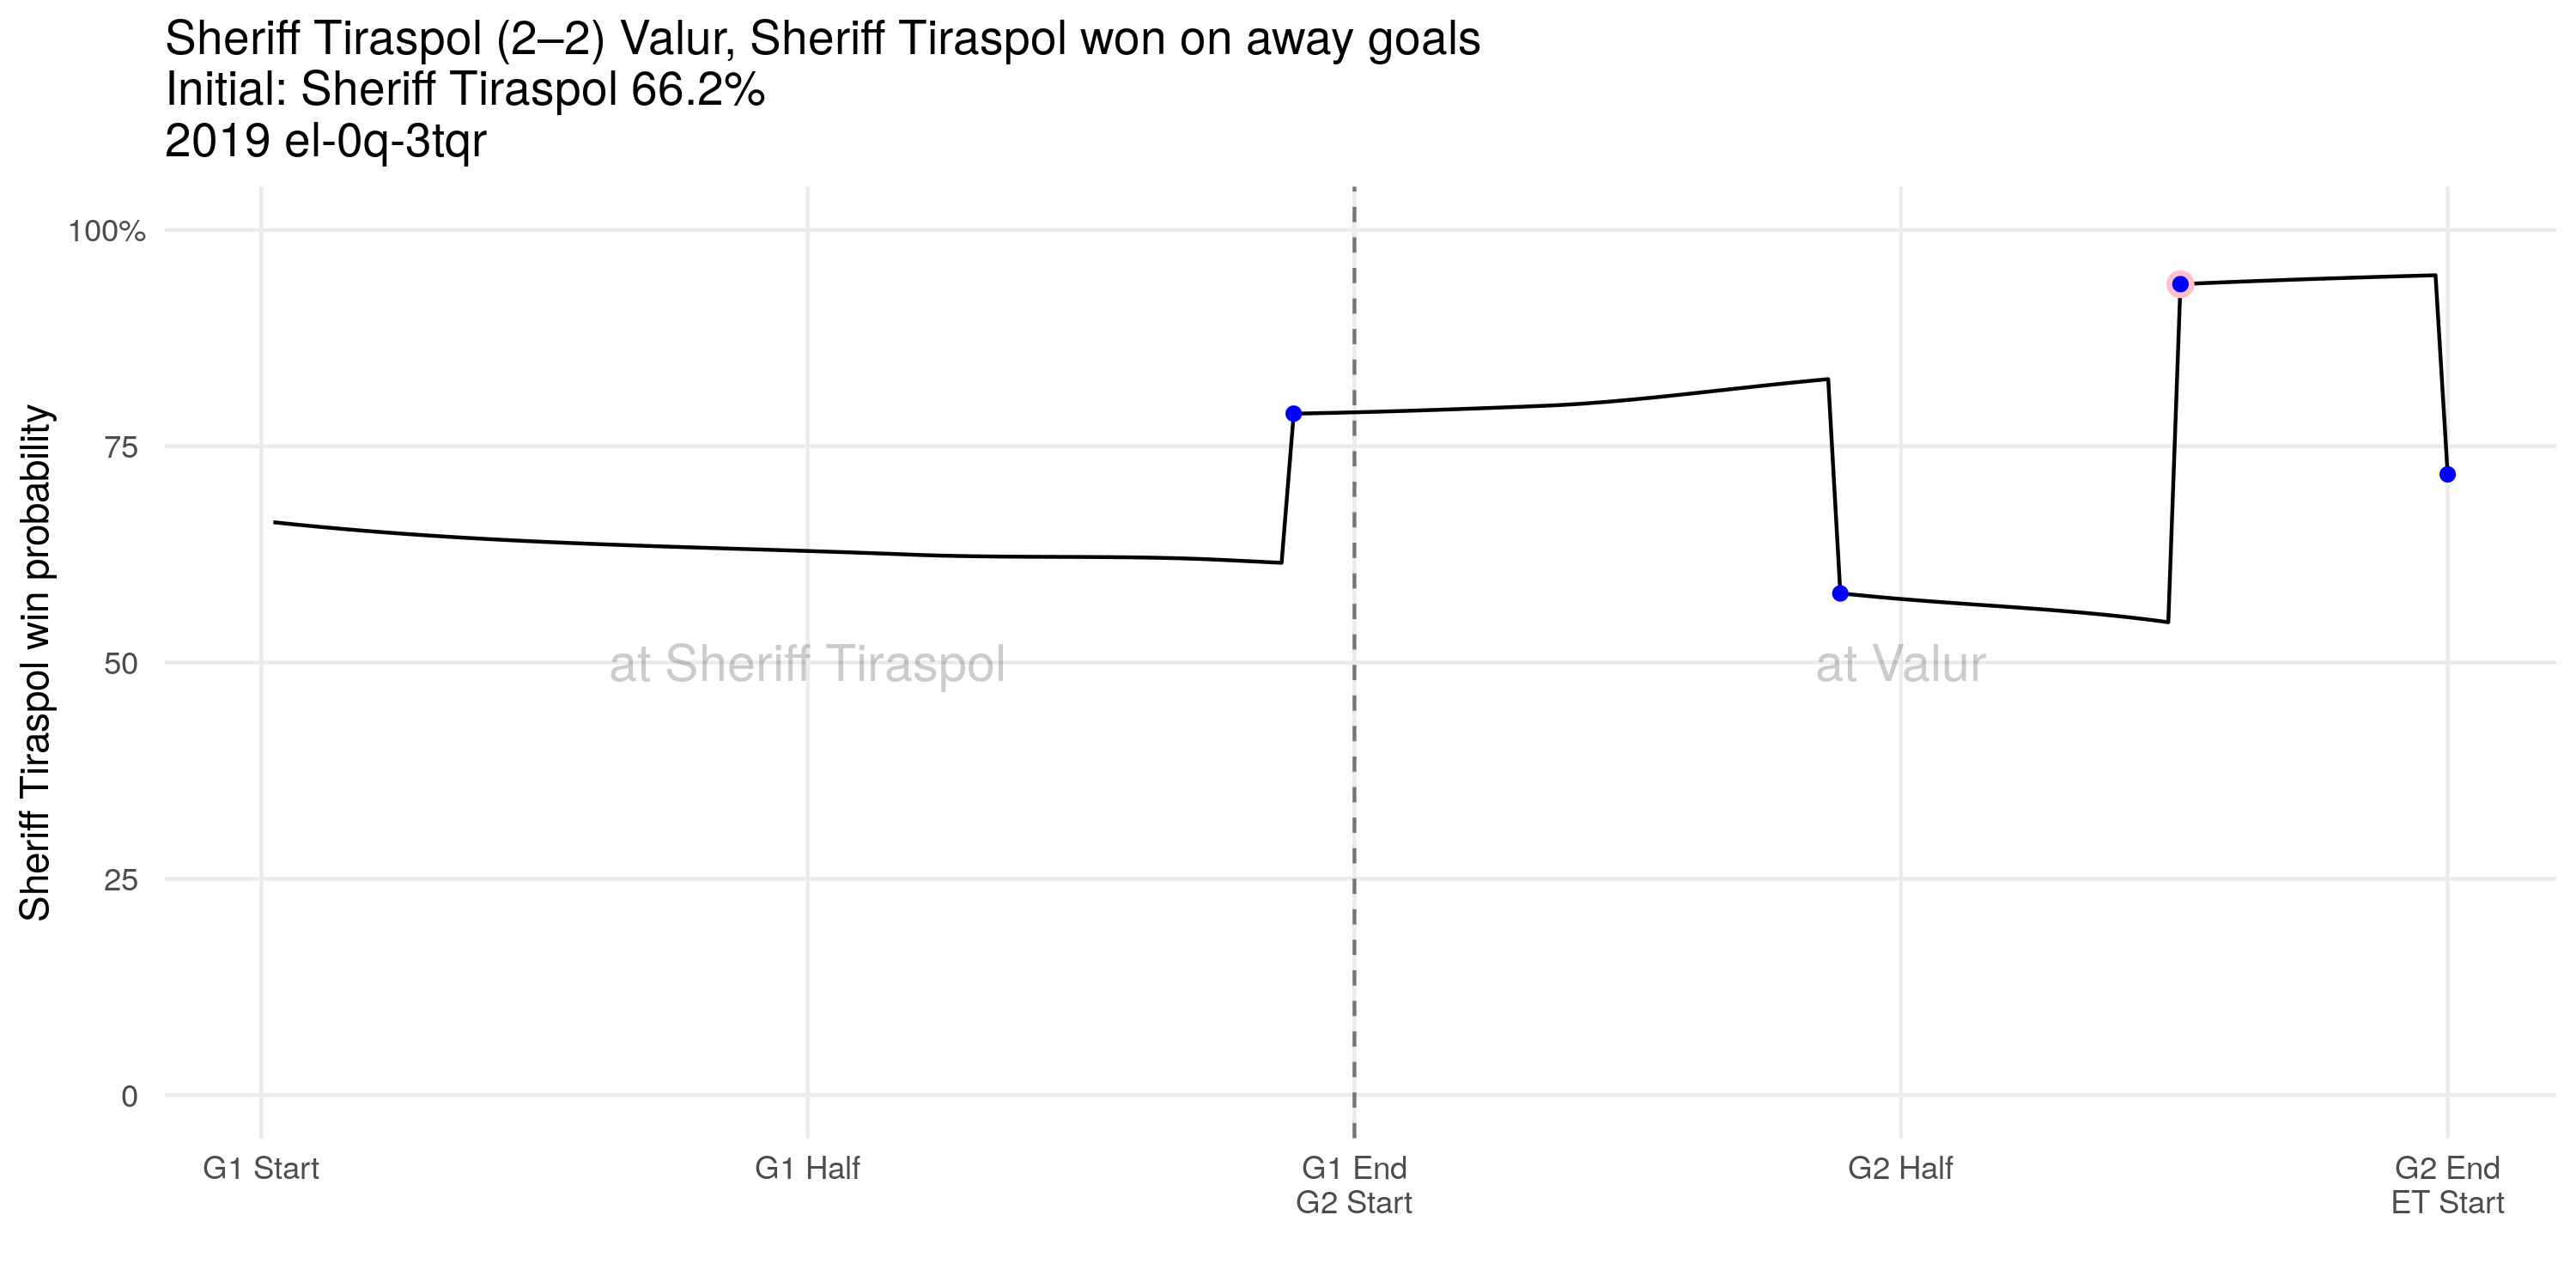 Sheriff Tiraspol (2–2) Valur, Sheriff Tiraspol won on away goals
Initial: Sheriff Tiraspol 66.2%
2019 el-0q-3tqr
Sheriff Tiraspol win probability
100%
75
50
25
0
at Sheriff Tiraspol
at Valur
G1 Start
G1 Half
G1 End
G2 Start
G2 Half
G2 End
ET Start